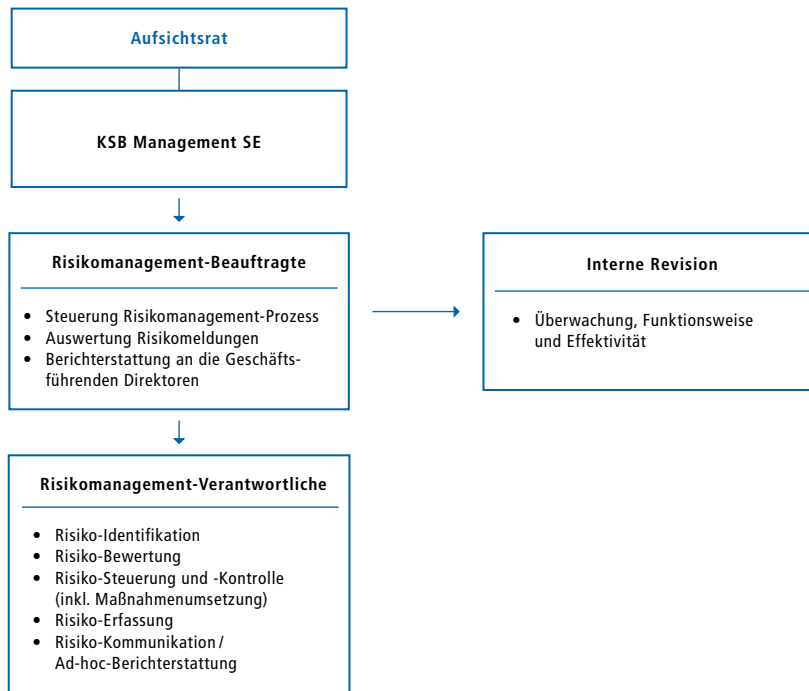 Aufsichtsrat
KSB Management SE
Risikomanagement-Beauftragte
• Steuerung Risikomanagement-Prozess
• Auswertung Risikomeldungen
• Berichterstattung an die Geschäfts-
führenden Direktoren
Interne Revision
• Überwachung, Funktionsweise
und Effektivität
Risikomanagement-Verantwortliche
• Risiko-Identifikation
• Risiko-Bewertung
• Risiko-Steuerung und -Kontrolle
(inkl. Maßnahmenumsetzung)
• Risiko-Erfassung
• Risiko-Kommunikation /
Ad-hoc-Berichterstattung